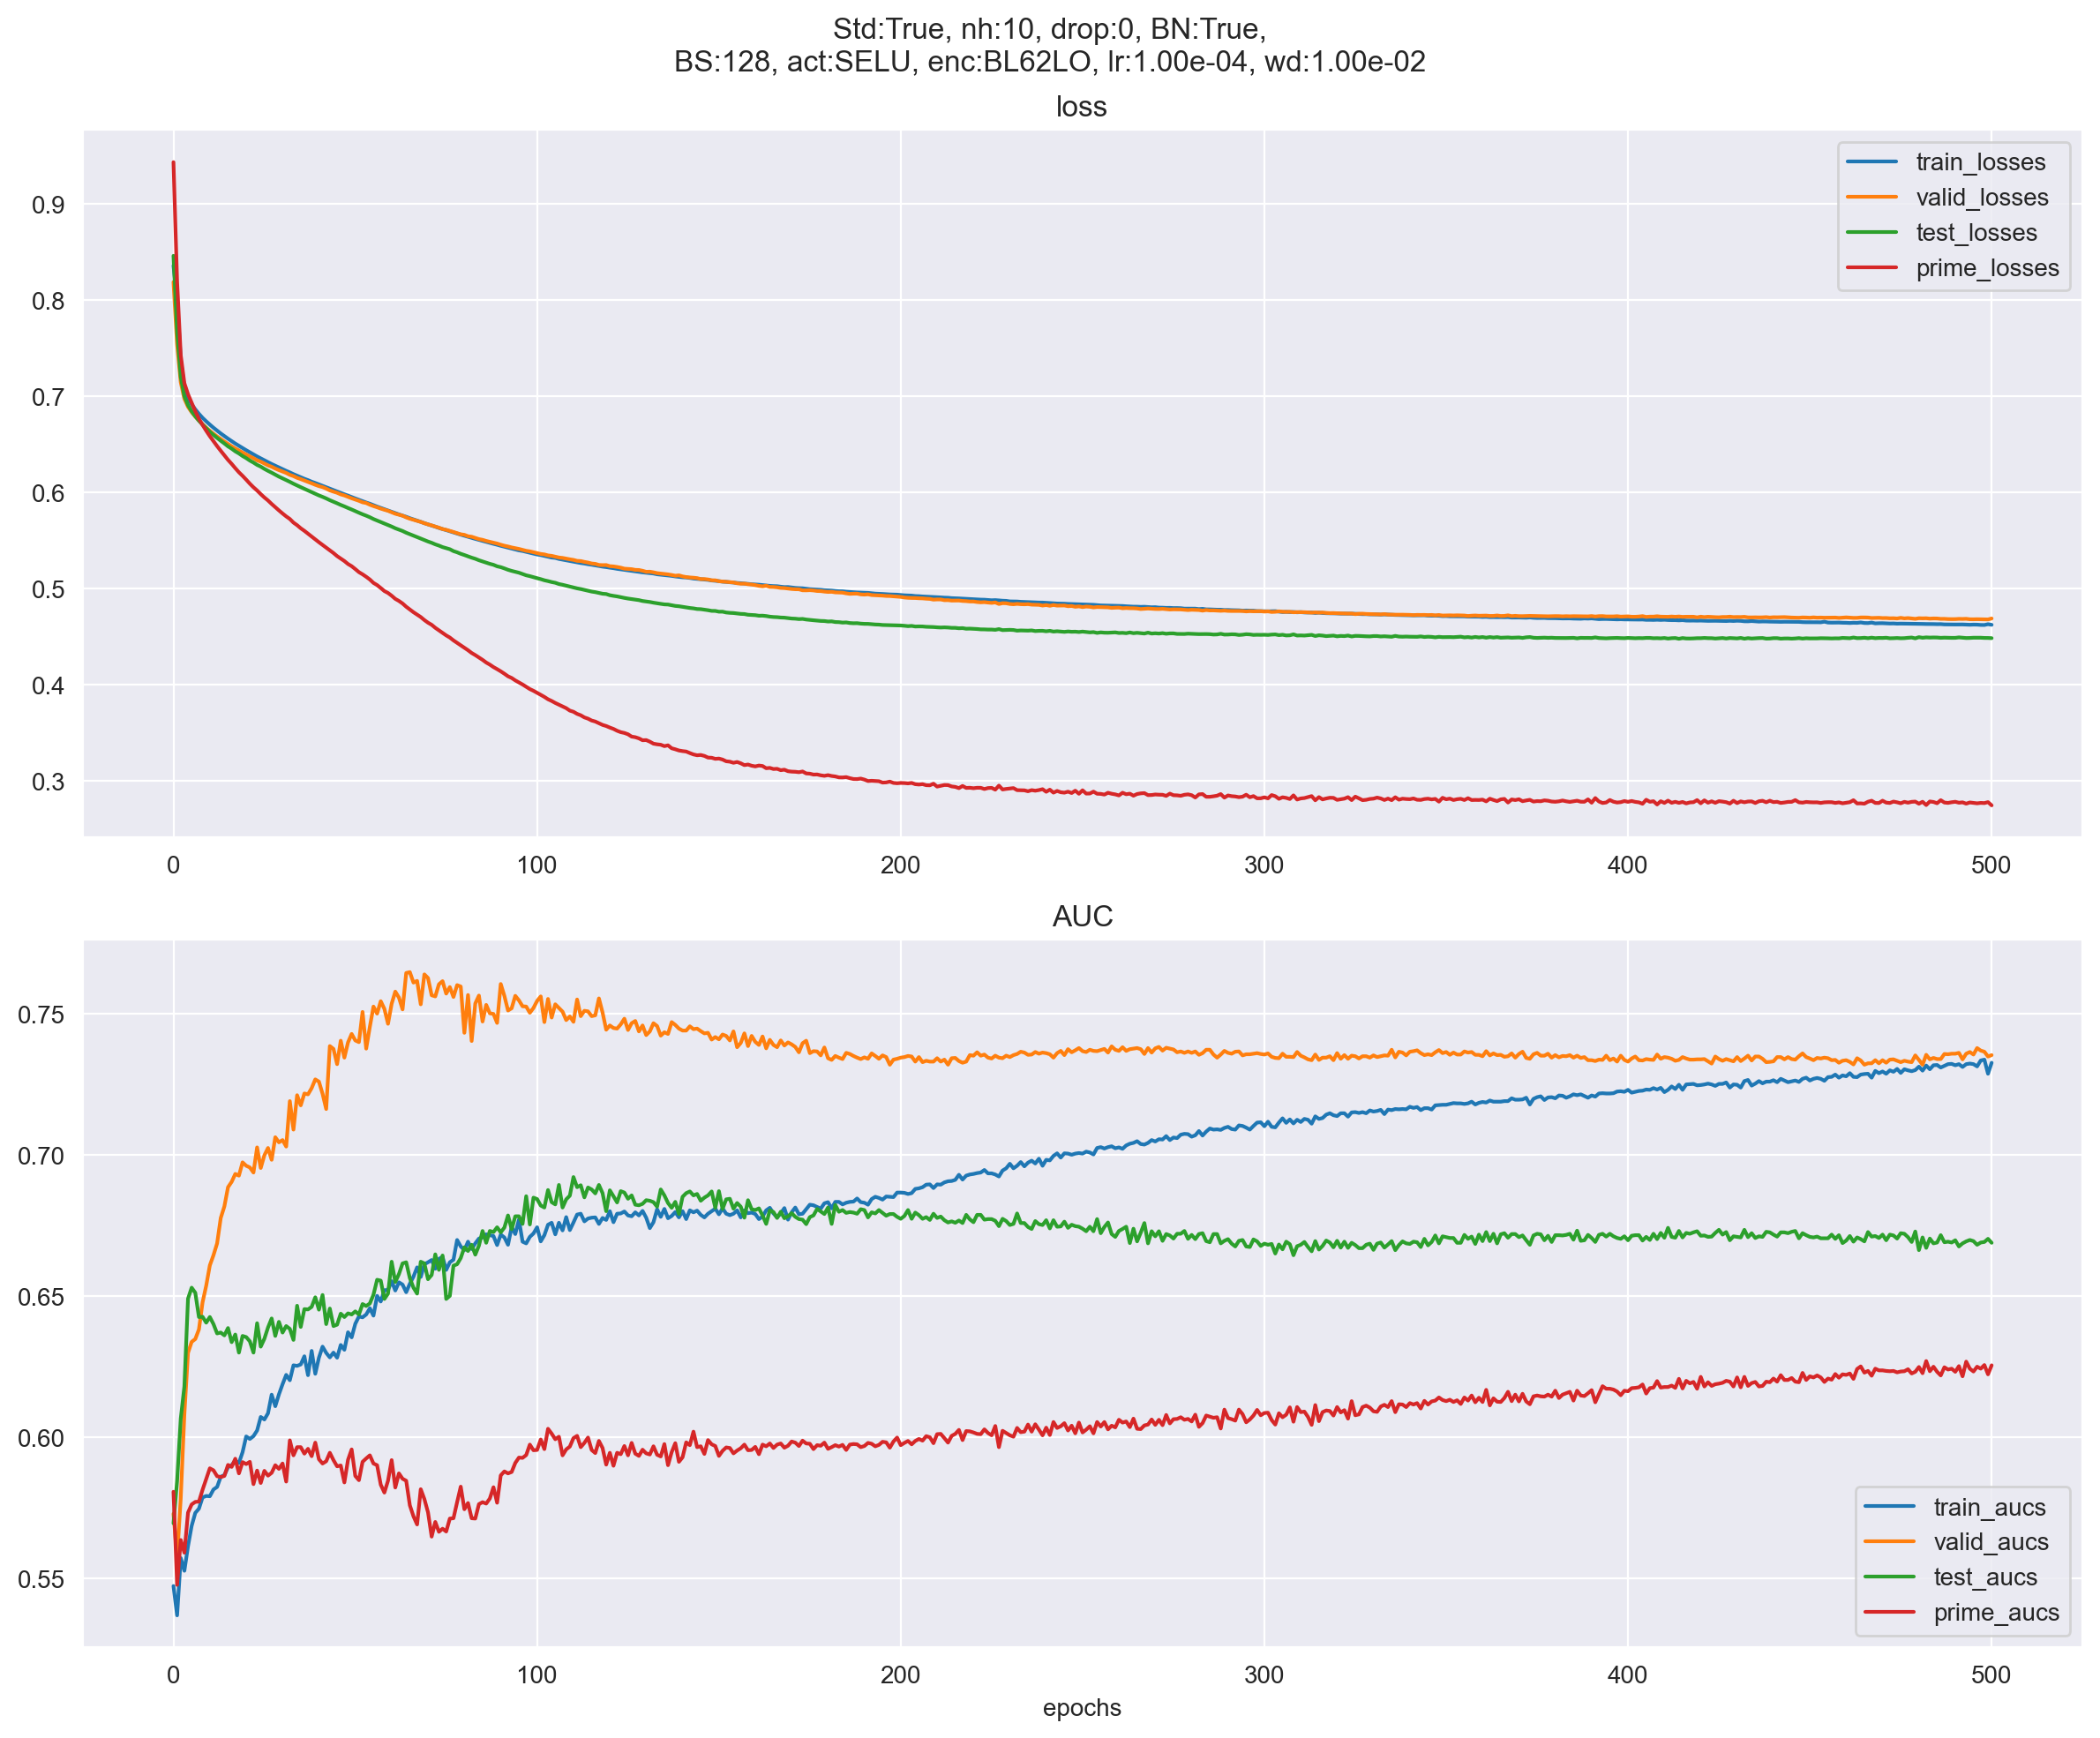 Std:True, nh:10, drop:0, BN:True,
BS:128, act:SELU, enc:BL62LO, lr:1.00e-04, wd:1.00e-02
loss
train_losses
valid_losses
test_losses
prime_losses
0.9
0.8
0.7
0.6
0.5
0.4
0.3
0 100 200 300 400 500
AUC
0.75
0.70
0.65
0.60
0.55
train_aucs
valid_aucs
test_aucs
prime_aucs
0 100 200 300 400 500
epochs